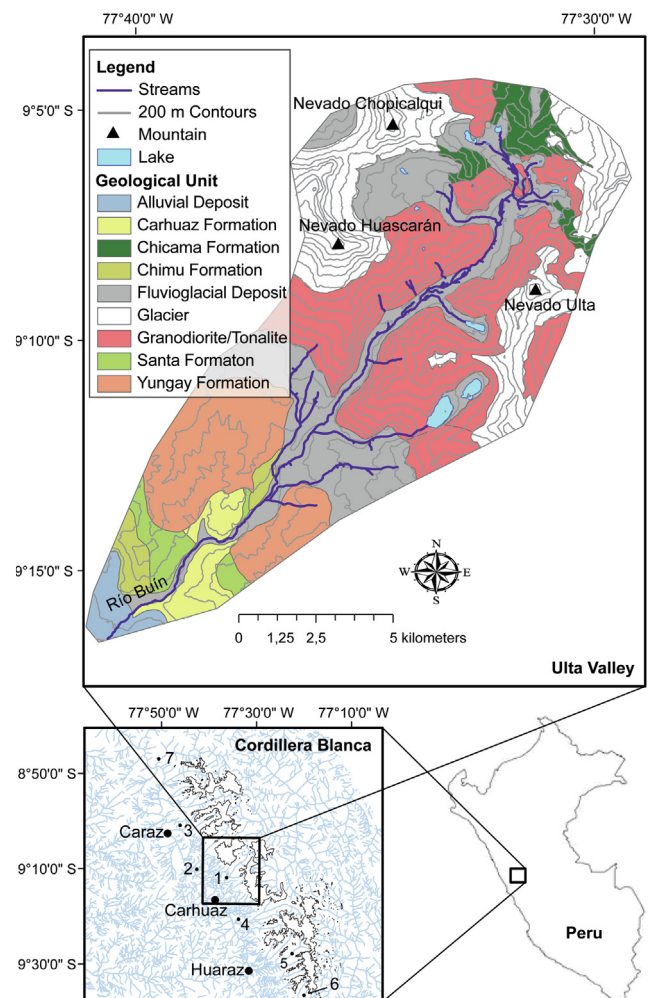 77°40'0" W
77°30'0" W
Legend
Streams
200 m Contours
Mountain
Lake
Geological Unit
Alluvial Deposit
Carhuaz Formation
Chicama Formation
Chimu Formation
Fluvioglacial Deposit
Glacier
Granodiorite/Tonalite
Santa Formaton
Yungay Formation
9°5'0" S
Nevado Chopicalqui
Nevado Huascarán
Nevado Ulta
9°10'0" S
9°15'0" S
Río Buín
N
W
E
S
0
1,25
2,5
5 kilometers
Ulta Valley
77°50'0" W
77°30'0" W
77°10'0" W
Cordillera Blanca
8°50'0" S
7
Caraz
3
9°10'0" S
2
1
Carhuaz
4
9°30'0" S
Huaraz
5
6
Peru